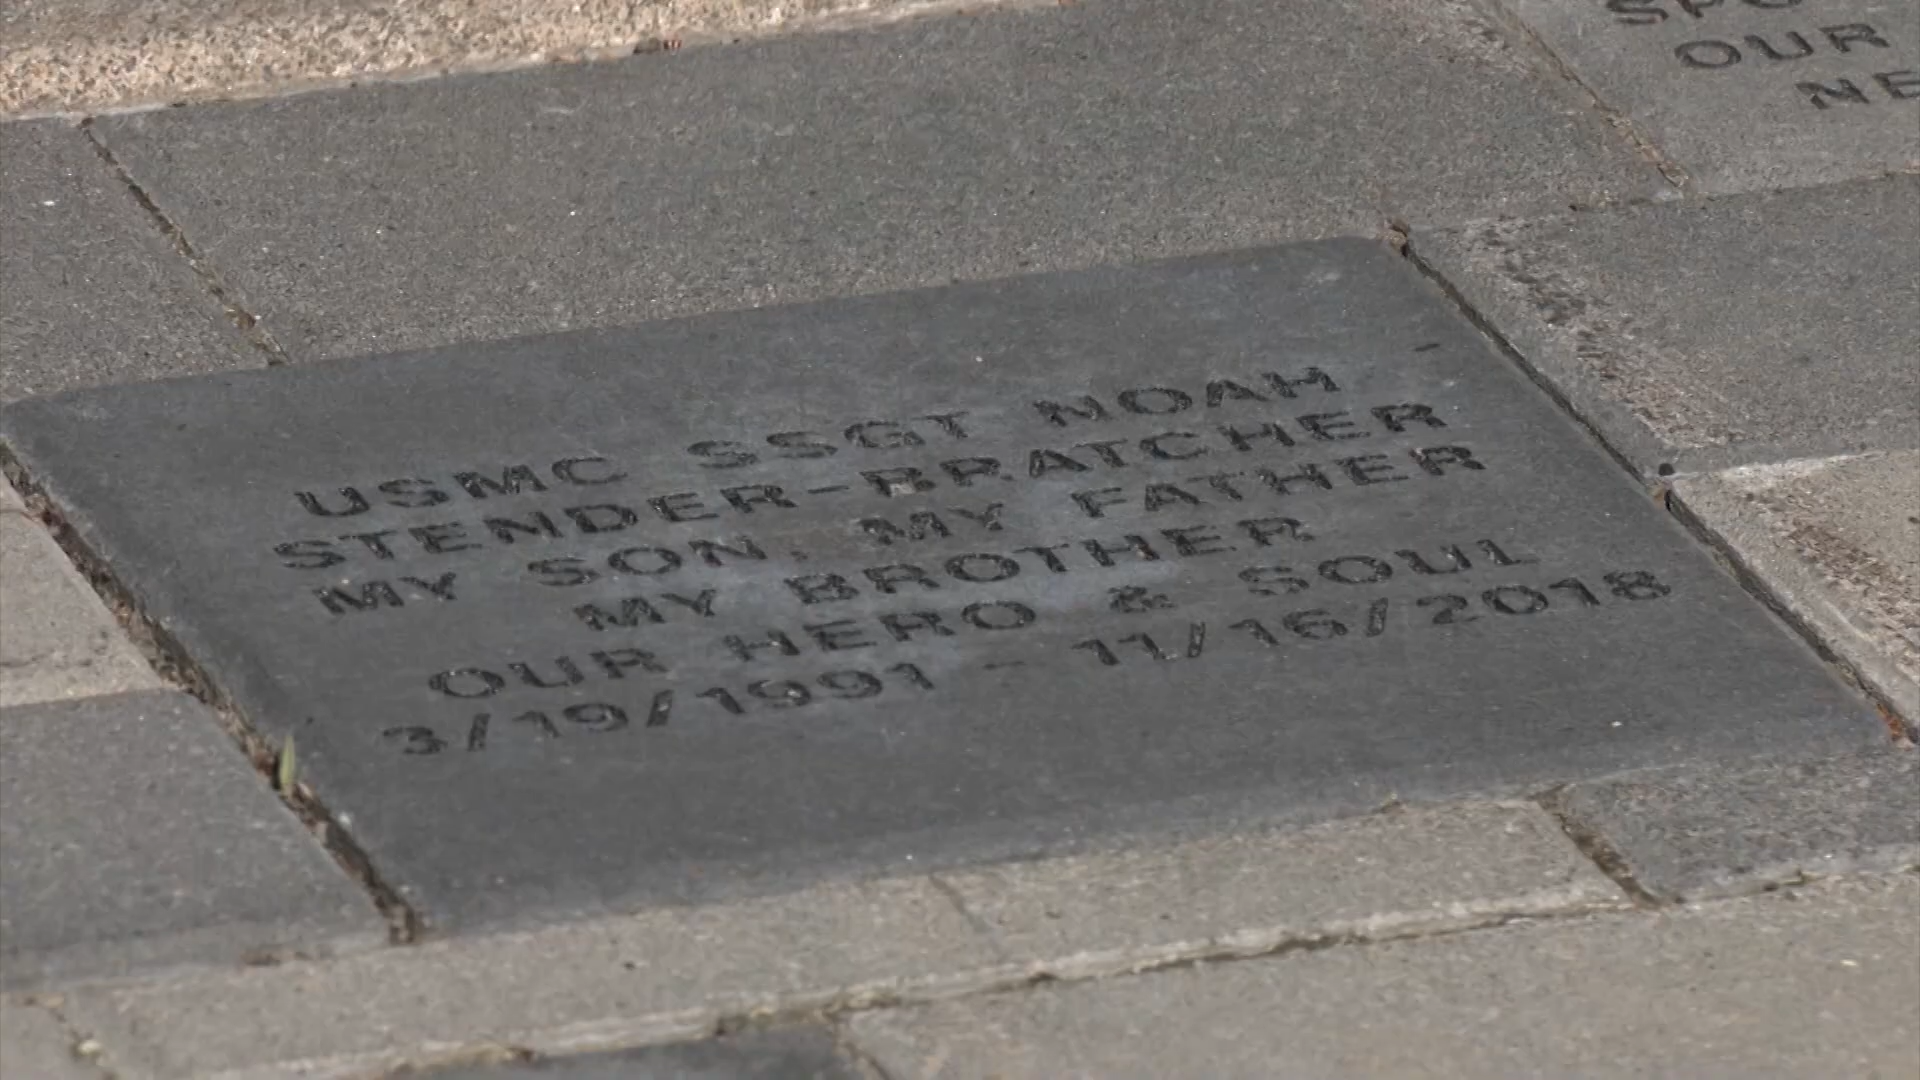 OUR
NE
USMC SSGT NOAH
STENDER-BRATCHER
MY SON, MY FATHER
MY BROTHER
OUR HERO & SOUL
3/19/1991 - 11/16/2018